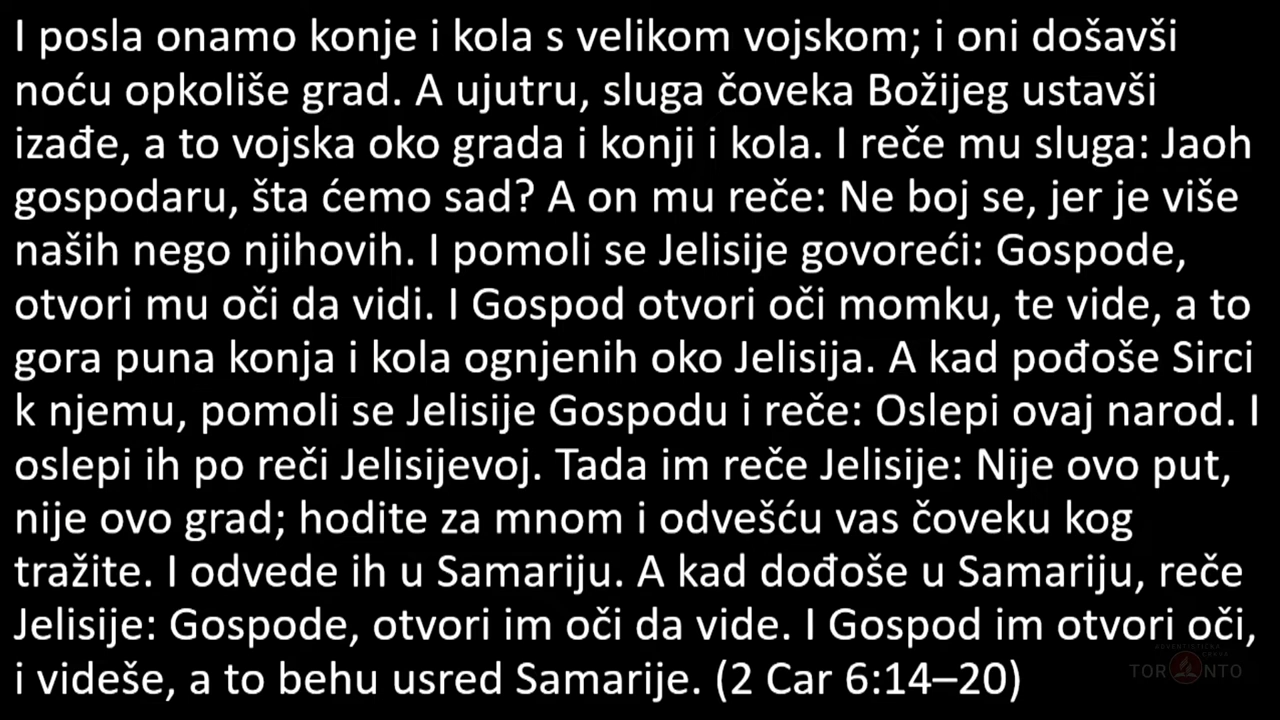 I posla onamo konje i kola s velikom vojskom; i oni došavši
noću opkoliše grad. A ujutru, sluga čoveka Božijeg ustavši
izađe, a to vojska oko grada i konji i kola. I reče mu sluga: Jaoh
gospodaru, šta ćemo sad? A on mu reče: Ne boj se, jer je više
naših nego njihovih. I pomoli se Jelisije govoreći: Gospode,
otvori mu oči da vidi. I Gospod otvori oči momku, te vide, a to
gora puna konja i kola ognjenih oko Jelisija. A kad pođoše Sirci
k njemu, pomoli se Jelisije Gospodu i reče: Oslepi ovaj narod. I
oslepi ih po reči Jelisijevoj. Tada im reče Jelisije: Nije ovo put,
nije ovo grad; hodite za mnom i odvešću vas čoveku kog
tražite. I odvede ih u Samariju. A kad dođoše u Samariju, reče
Jelisije: Gospode, otvori im oči da vide. I Gospod im otvori oči,
i videše, a to behu usred Samarije. (2 Car 6:14–20)
TORONTO